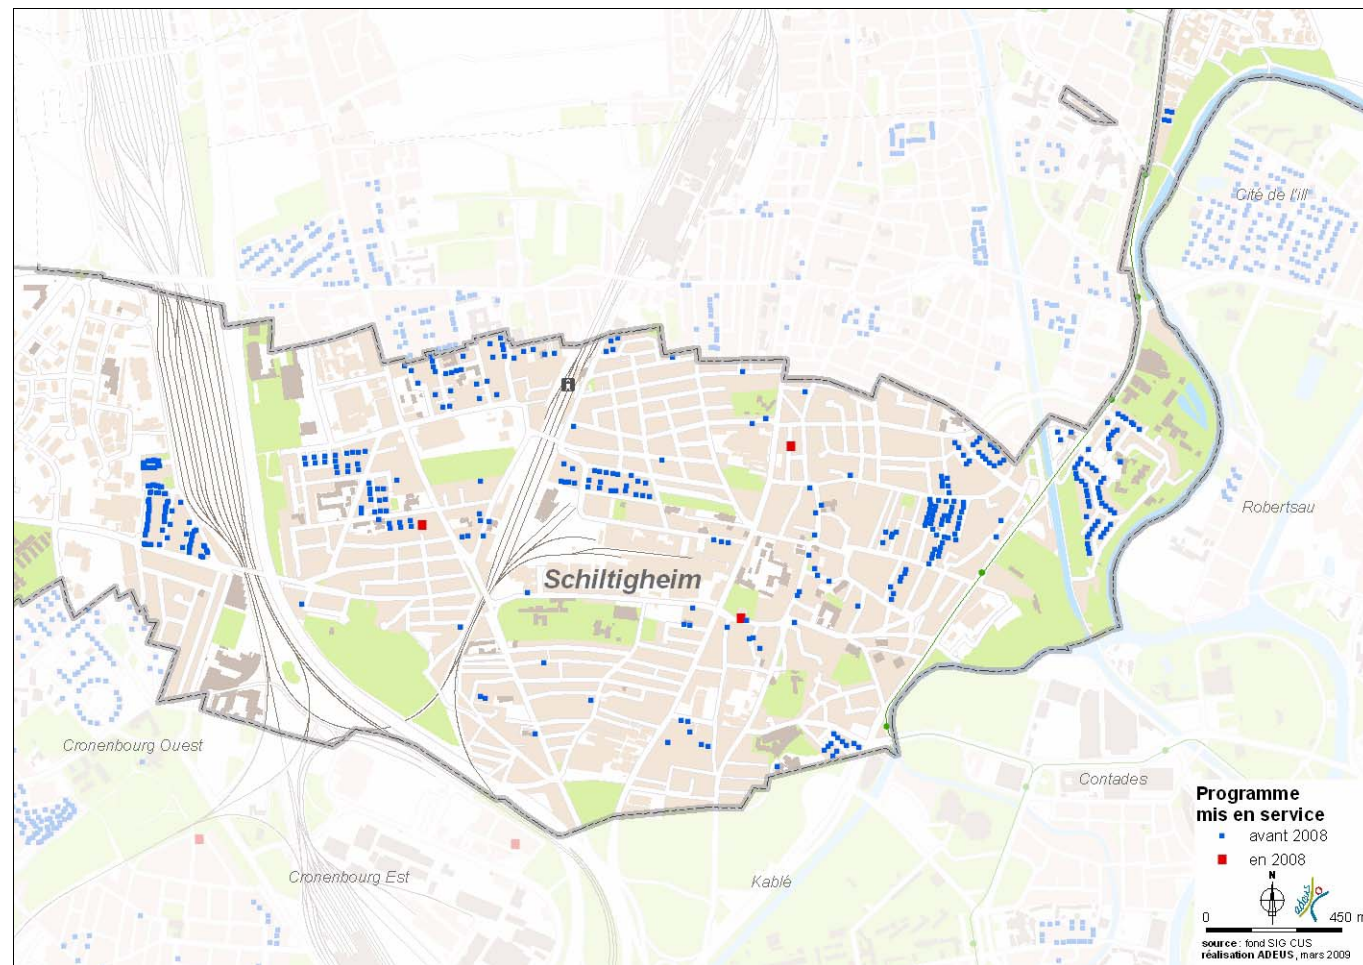 Cité de l'ill
Robertsau
Schiltigheim
Cronenbourg Ouest
Contades
Cronenbourg Est
Kablé
Programme
mis en service
avant 2008
en 2008
N
adeus
0 450 m
source : fond SIG CUS
réalisation ADEUS, mars 2009